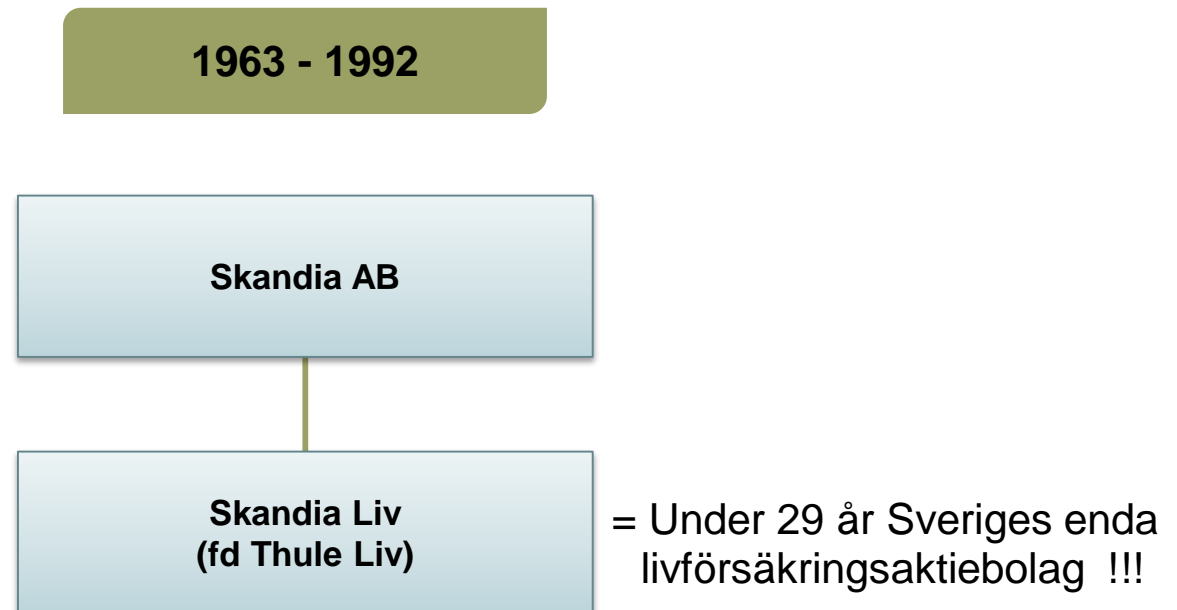 1963 - 1992
Skandia AB
Skandia Liv
(fd Thule Liv)
= Under 29 år Sveriges enda
livförsäkringsaktiebolag !!!